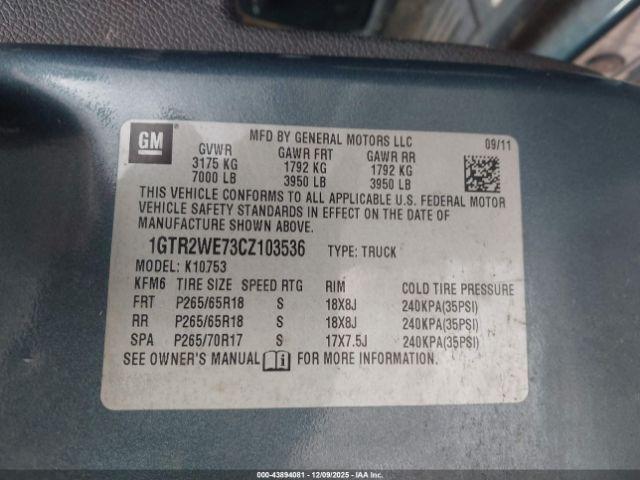 GM
MFD BY GENERAL MOTORS LLC
09/11
GVWR GAWR FRT GAWR RR
3175 KG 1792 KG 1792 KG
7000 LB 3950 LB 3950 LB
THIS VEHICLE CONFORMS TO ALL APPLICABLE U.S. FEDERAL MOTOR
VEHICLE SAFETY STANDARDS IN EFFECT ON THE DATE OF
MANUFACTURE SHOWN ABOVE.
1GTR2WE73CZ103536 TYPE: TRUCK
MODEL: K10753
KFM6 TIRE SIZE SPEED RTG RIM COLD TIRE PRESSURE
FRT P265/65R18 S 18X8J 240KPA(35PSI)
RR P265/65R18 S 18X8J 240KPA(35PSI)
SPA P265/70R17 S 17X7.5J 240KPA(35PSI)
SEE OWNER'S MANUAL FOR MORE INFORMATION.
000-43894081 - 12/09/2025 - IAAI.COM